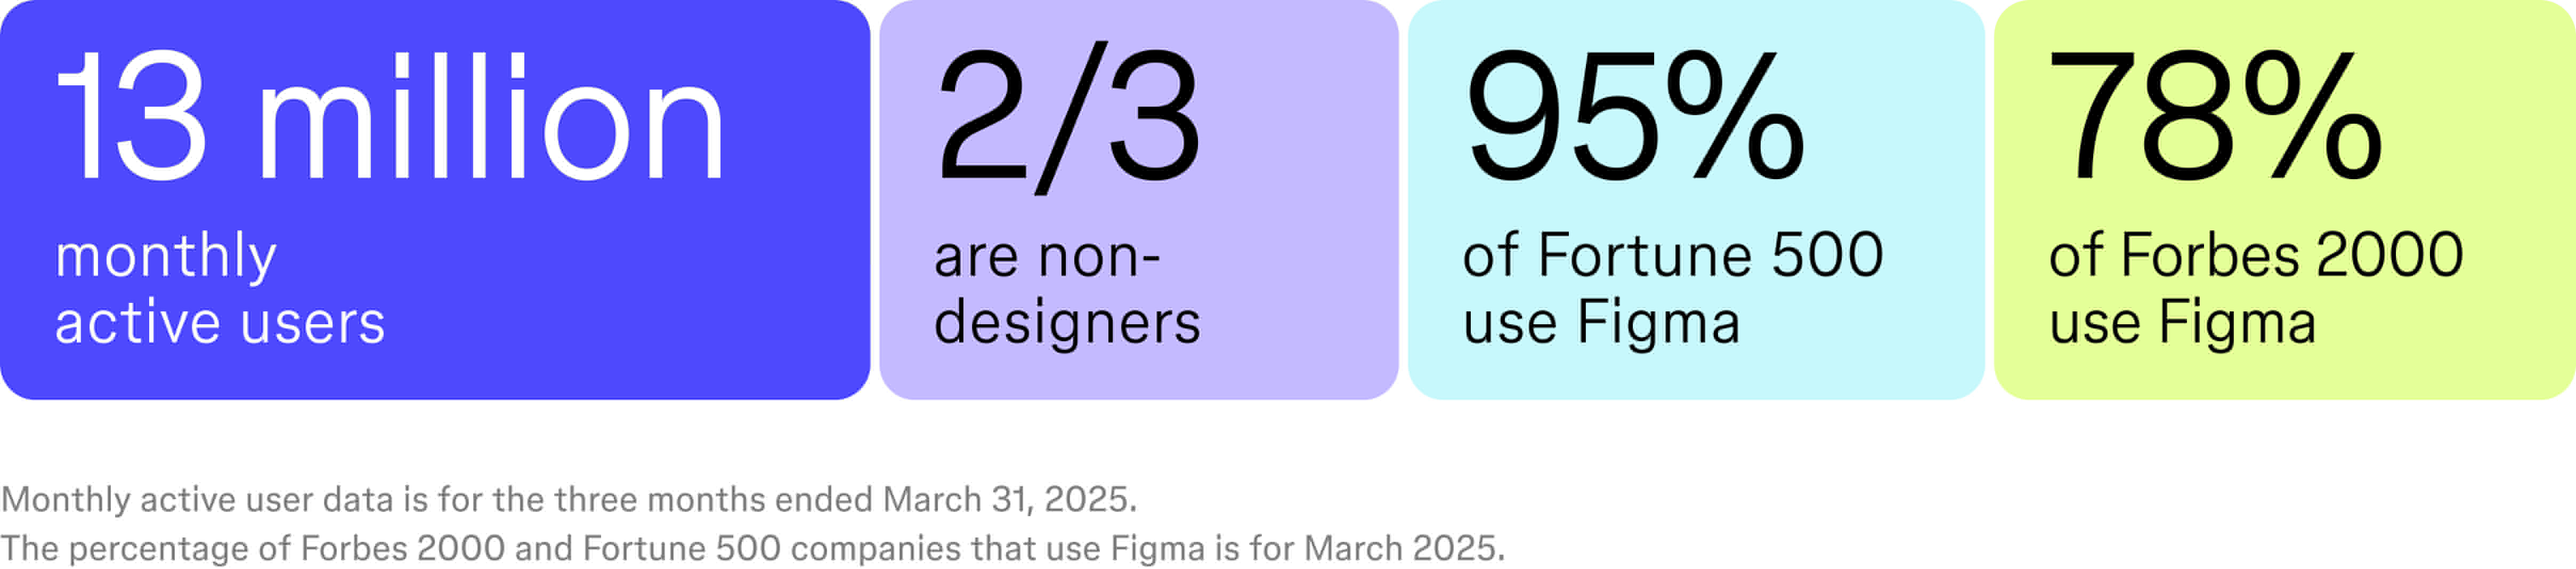 13 million
monthly
active users
2/3
are non-
designers
95%
of Fortune 500
use Figma
78%
of Forbes 2000
use Figma
Monthly active user data is for the three months ended March 31, 2025.
The percentage of Forbes 2000 and Fortune 500 companies that use Figma is for March 2025.